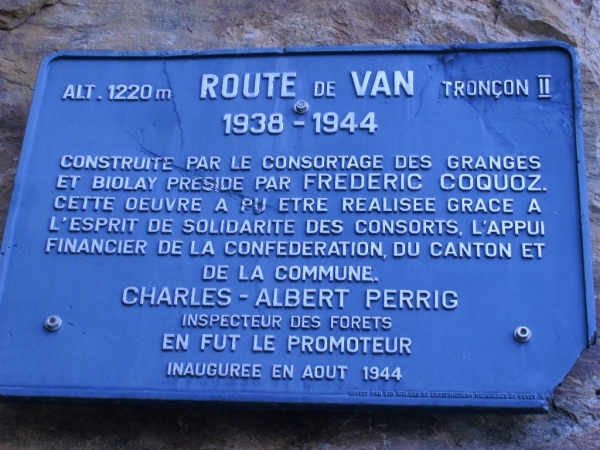 ALT. 1220 m ROUTE DE VAN TRONÇON II
1938 - 1944
CONSTRUITE PAR LE CONSORTAGE DES GRANGES
ET BIOLAY PRESIDE PAR FREDERIC COQUOZ.
CETTE OEUVRE A PU ETRE REALISEE GRACE A
L'ESPRIT DE SOLIDARITE DES CONSORTS, L'APPUI
FINANCIER DE LA CONFEDERATION, DU CANTON ET
DE LA COMMUNE.
CHARLES - ALBERT PERRIG
INSPECTEUR DES FORETS
EN FUT LE PROMOTEUR
INAUGUREE EN AOUT 1944